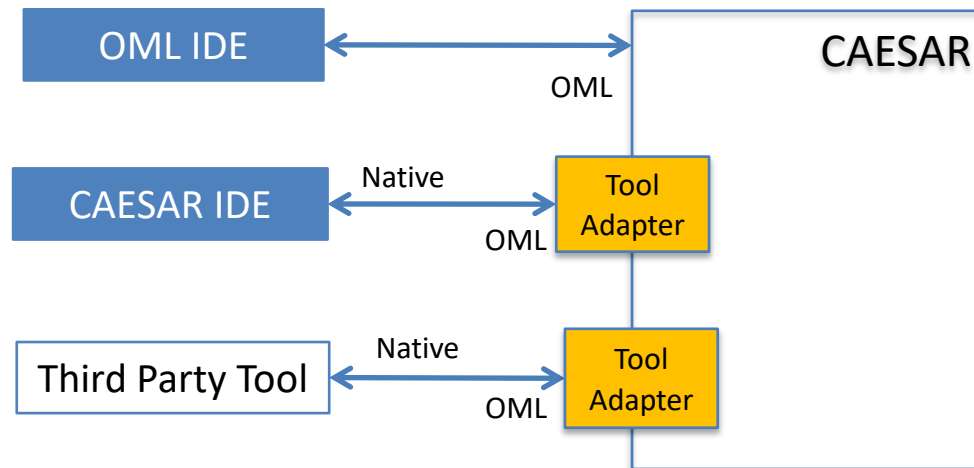 OML IDE
CAESAR
OML
CAESAR IDE
Native
OML
Tool
Adapter
Third Party Tool
Native
OML
Tool
Adapter